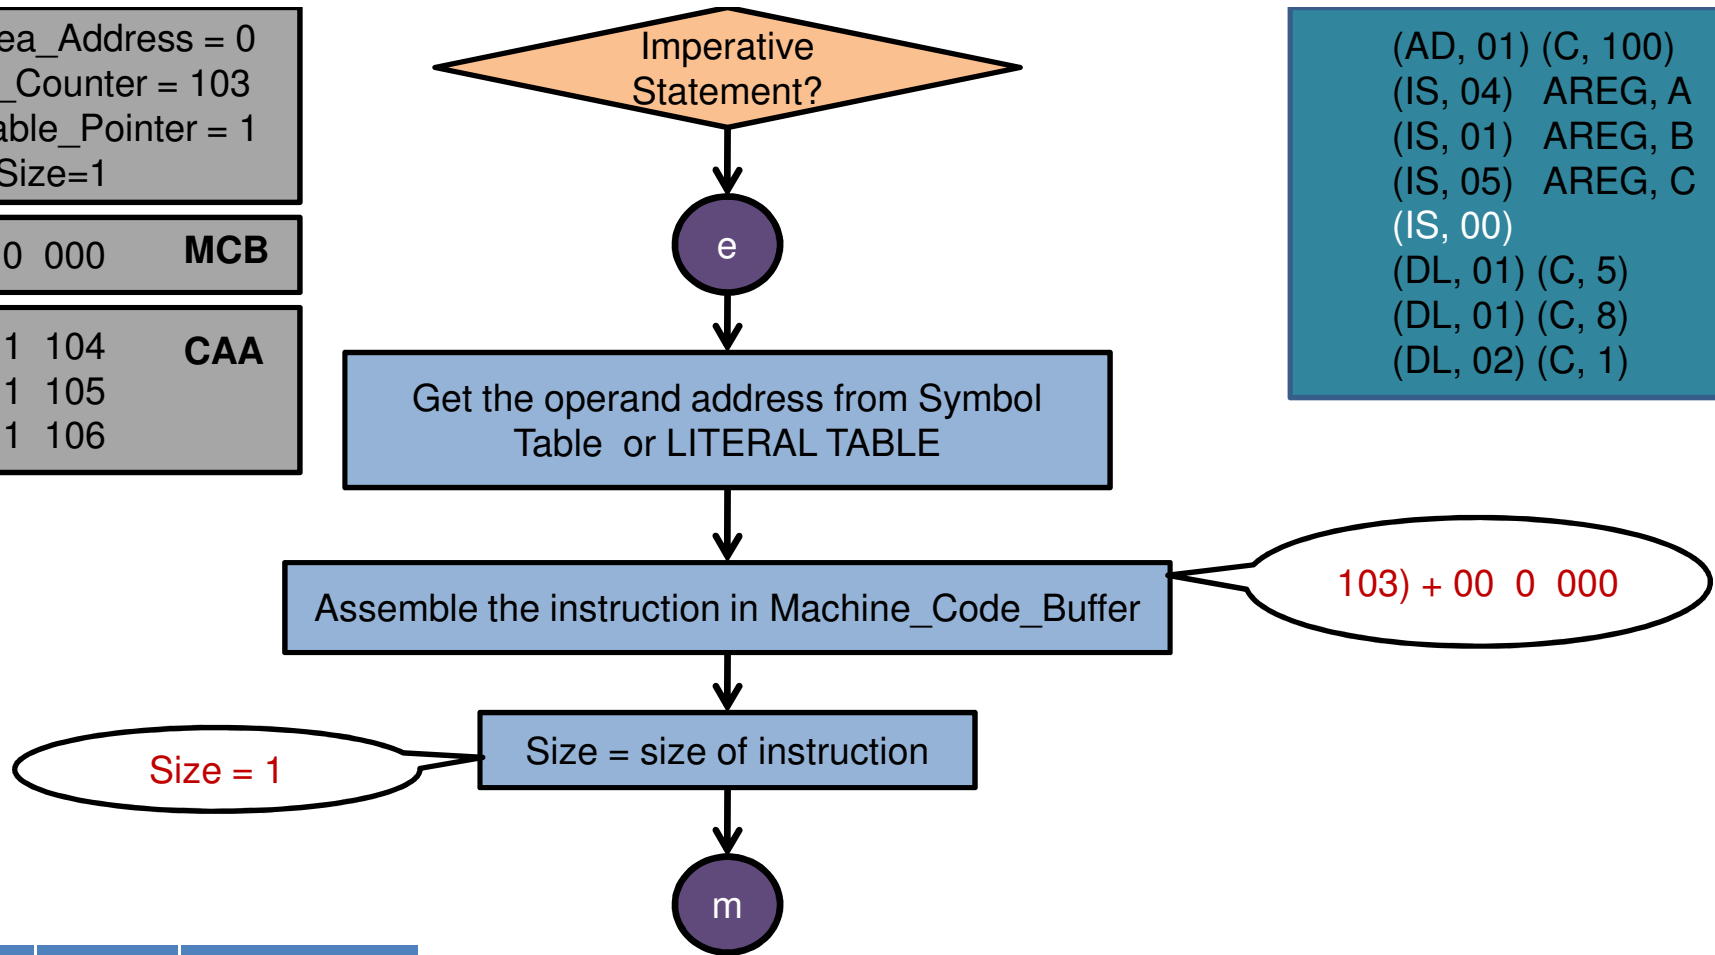 ea_Address = 0
_Counter = 103
able_Pointer = 1
Size=1
0 000 MCB
1 104 CAA
1 105
1 106
Imperative
Statement?
e
Get the operand address from Symbol
Table or LITERAL TABLE
Assemble the instruction in Machine_Code_Buffer
103) + 00 0 000
Size = size of instruction
Size = 1
m
(AD, 01) (C, 100)
(IS, 04) AREG, A
(IS, 01) AREG, B
(IS, 05) AREG, C
(IS, 00)
(DL, 01) (C, 5)
(DL, 01) (C, 8)
(DL, 02) (C, 1)